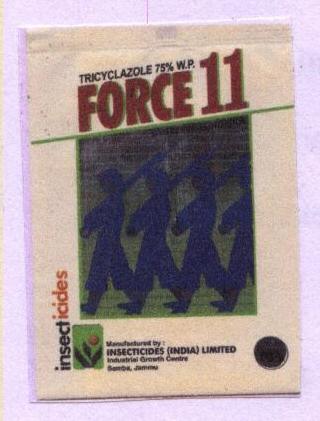 TRICYCLAZOLE 75% W.P.
FORCE 11
insecticides
Manufactured by :
INSECTICIDES (INDIA) LIMITED
Industrial Growth Centre
Samba, Jammu